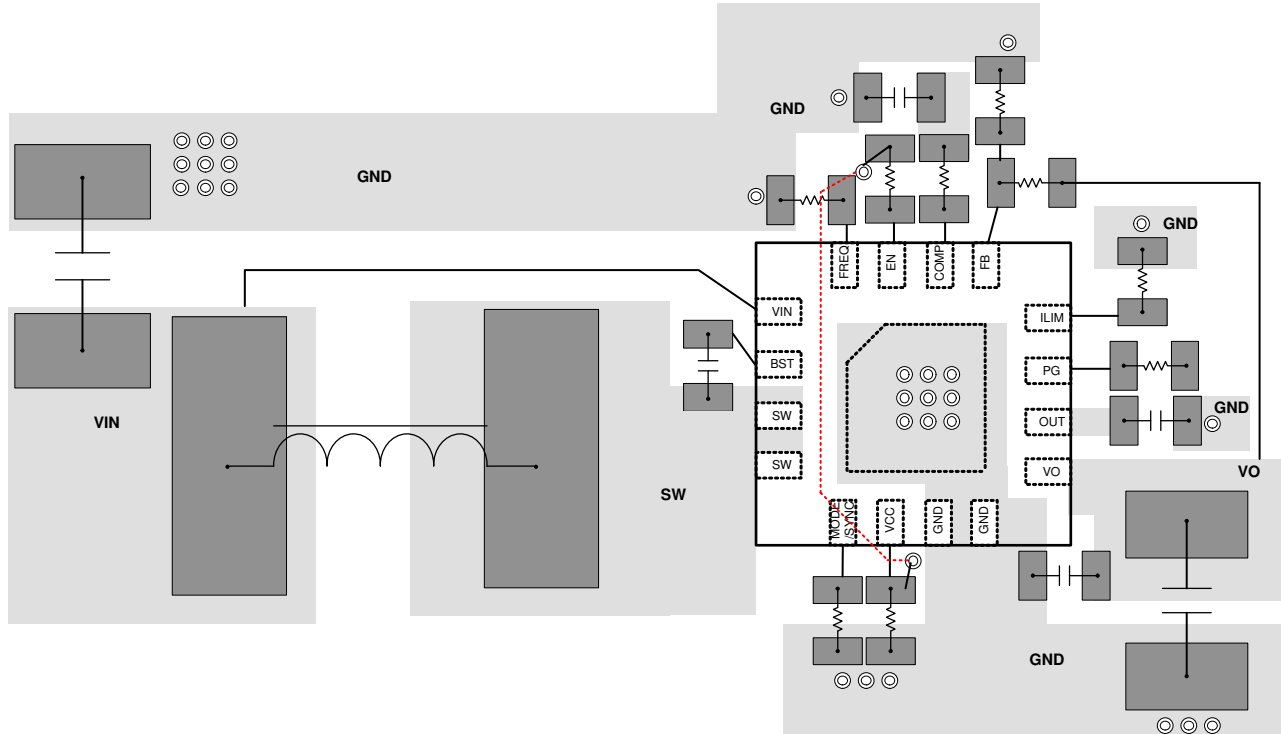 GND
GND
GND
FREQ
EN
COMP
FB
VIN
ILIM
BST
PG
SW
OUT
GND
VIN
SW
VO
VO
SW
MODE
/SYNC
VCC
GND
GND
GND